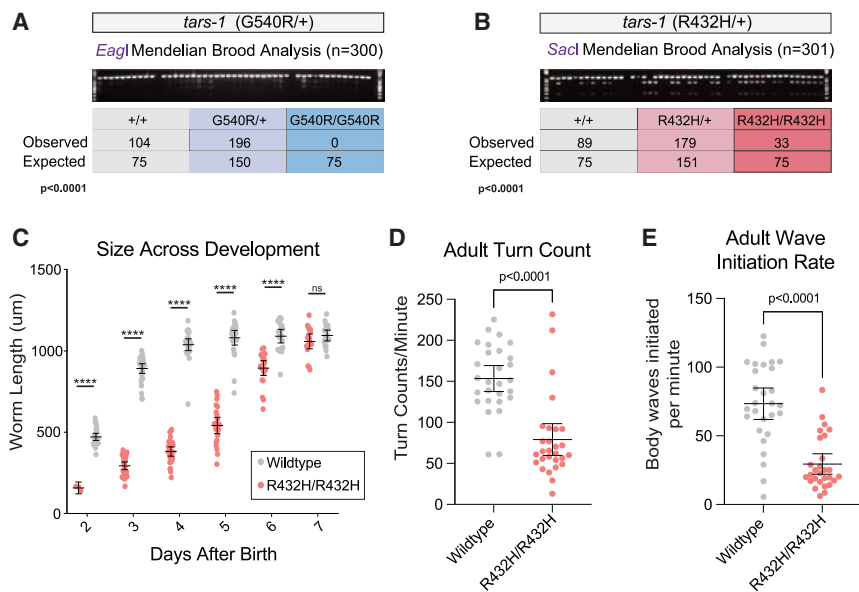 A
tars-1 (G540R/+)
EagI Mendelian Brood Analysis (n=300)
+/+ G540R/+ G540R/G540R
Observed 104 196 0
Expected 75 150 75
p<0.0001
B
tars-1 (R432H/+)
SacI Mendelian Brood Analysis (n=301)
+/+ R432H/+ R432H/R432H
Observed 89 179 33
Expected 75 151 75
p<0.0001
C
Size Across Development
Worm Length (um)
1500
1000
500
0
**** **** **** **** **** ns
Wildtype
R432H/R432H
2 3 4 5 6 7
Days After Birth
D
Adult Turn Count
p<0.0001
Turn Counts/Minute
250
200
150
100
50
0
Wildtype
R432H/R432H
E
Adult Wave
Initiation Rate
p<0.0001
Body waves initiated
per minute
150
100
50
0
Wildtype
R432H/R432H